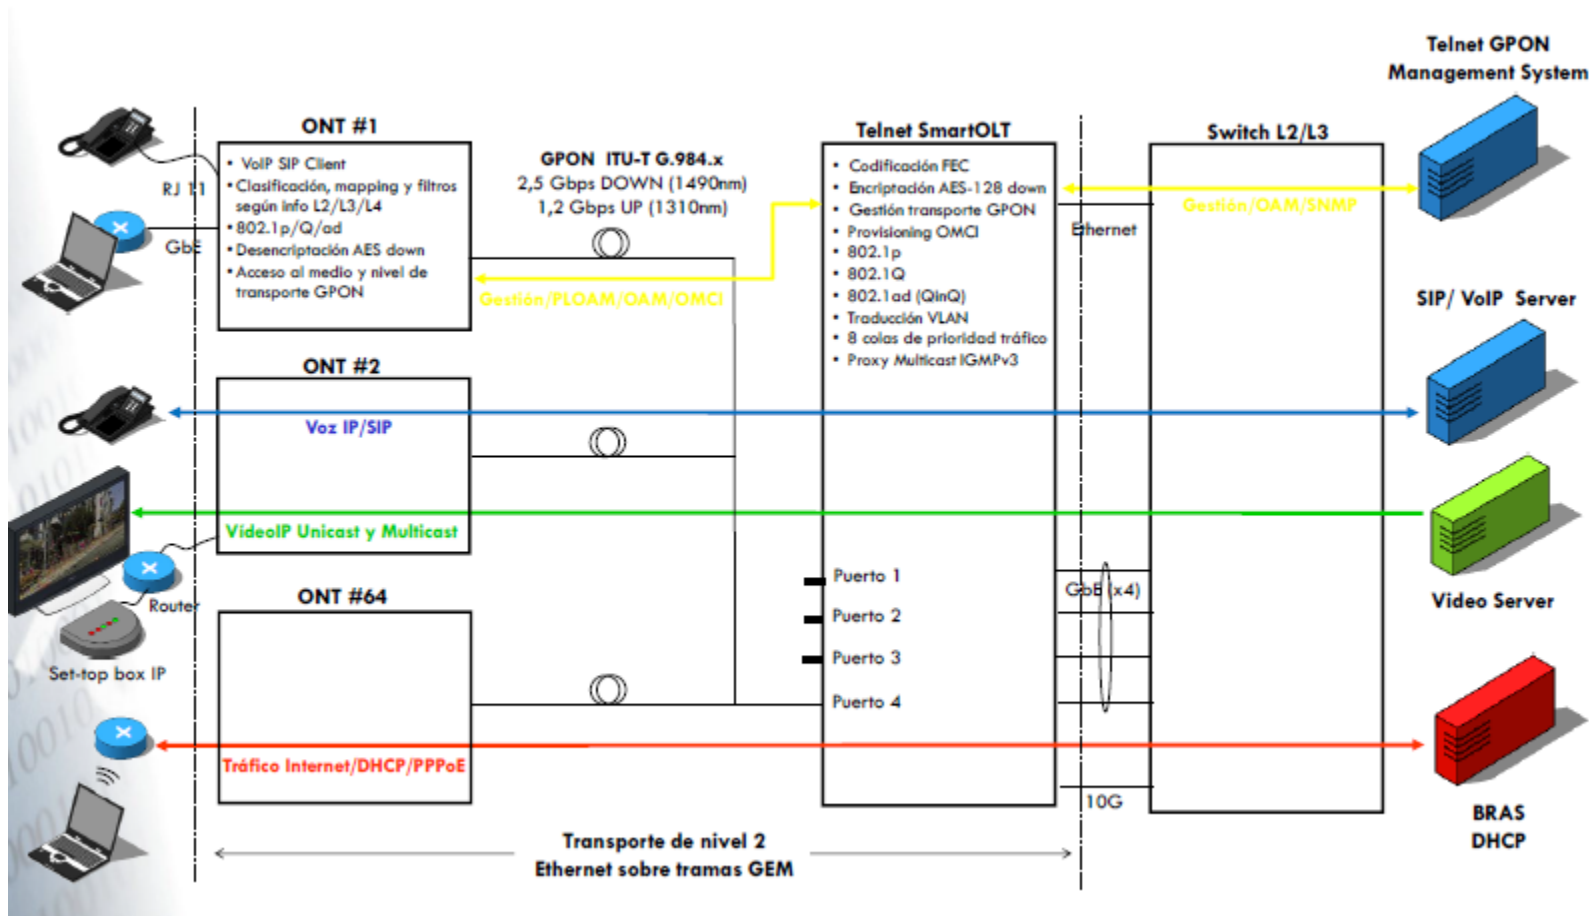 Telnet GPON
Management System
ONT #1
• VoIP SIP Client
• Clasificación, mapping y filtros
según info L2/L3/L4
• 802.1p/Q/ad
• Desencriptación AES down
• Acceso al medio y nivel de
transporte GPON
RJ 11
GbE
GPON ITU-T G.984.x
2,5 Gbps DOWN (1490nm)
1,2 Gbps UP (1310nm)
Gestión/PLOAM/OAM/OMCI
Telnet SmartOLT
• Codificación FEC
• Encriptación AES-128 down
• Gestión transporte GPON
• Provisioning OMCI
• 802.1p
• 802.1Q
• 802.1ad (QinQ)
• Traducción VLAN
• 8 colas de prioridad tráfico
• Proxy Multicast IGMPv3
Ethernet
Switch L2/L3
Gestión/OAM/SNMP
SIP/ VoIP Server
ONT #2
Voz IP/SIP
VídeoIP Unicast y Multicast
Router
Set-top box IP
Video Server
ONT #64
Puerto 1
Puerto 2
Puerto 3
Puerto 4
GbE (x4)
Tráfico Internet/DHCP/PPPoE
10G
BRAS
DHCP
Transporte de nivel 2
Ethernet sobre tramas GEM